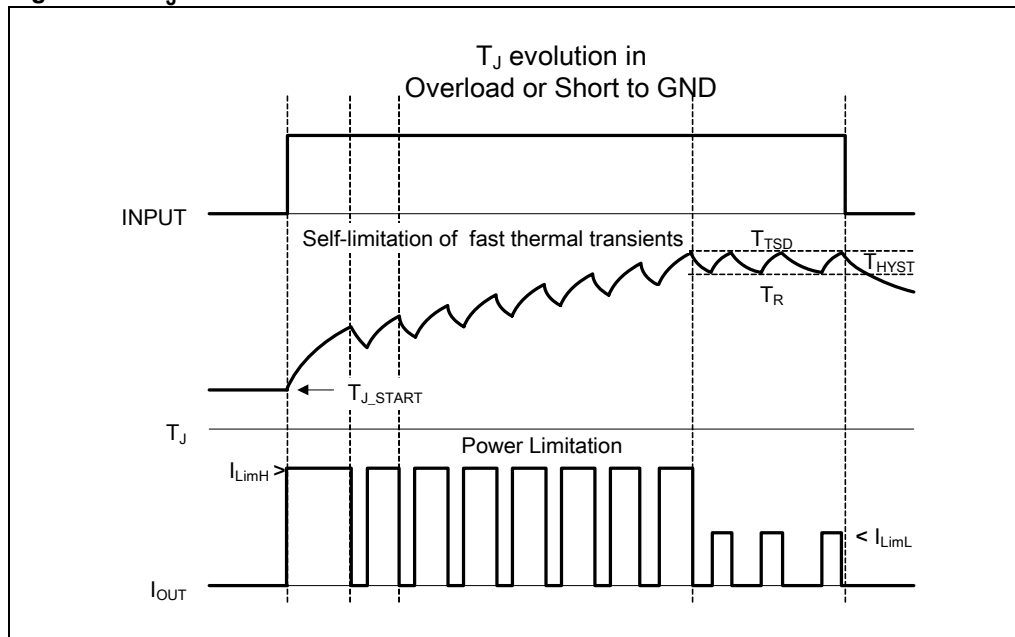 T_J evolution in
Overload or Short to GND
INPUT
Self-limitation of fast thermal transients
T_TSD
T_HYST
T_R
T_J_START
T_J
Power Limitation
I_LimH >
< I_LimL
I_OUT